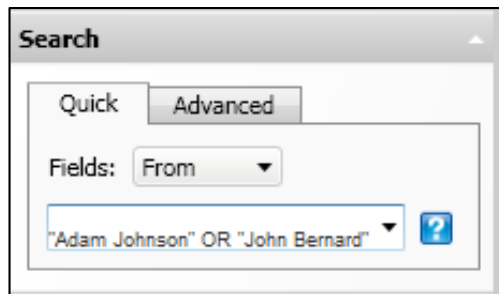 Search
Quick Advanced
Fields: From
"Adam Johnson" OR "John Bernard" ?